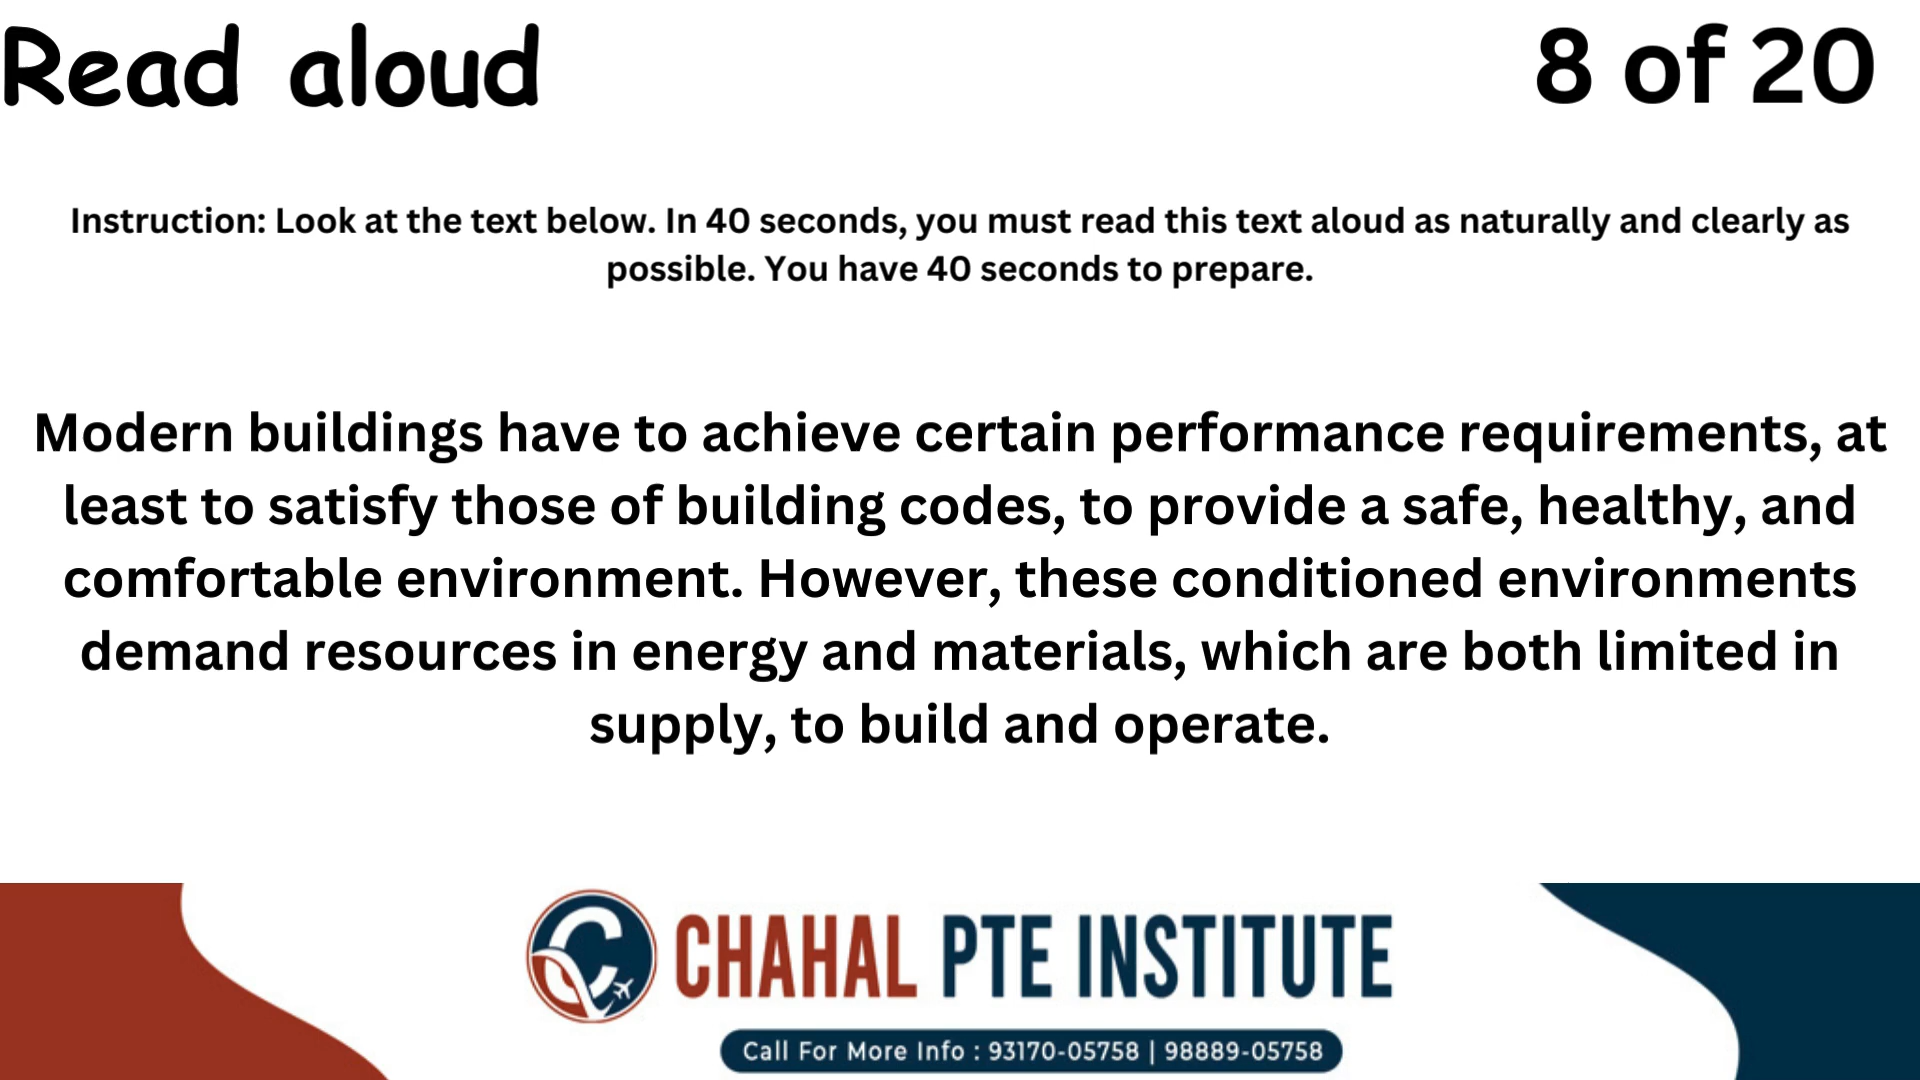 Read aloud
8 of 20
Instruction: Look at the text below. In 40 seconds, you must read this text aloud as naturally and clearly as
possible. You have 40 seconds to prepare.
Modern buildings have to achieve certain performance requirements, at
least to satisfy those of building codes, to provide a safe, healthy, and
comfortable environment. However, these conditioned environments
demand resources in energy and materials, which are both limited in
supply, to build and operate.
CHAHAL PTE INSTITUTE
Call For More Info : 93170-05758 | 98889-05758